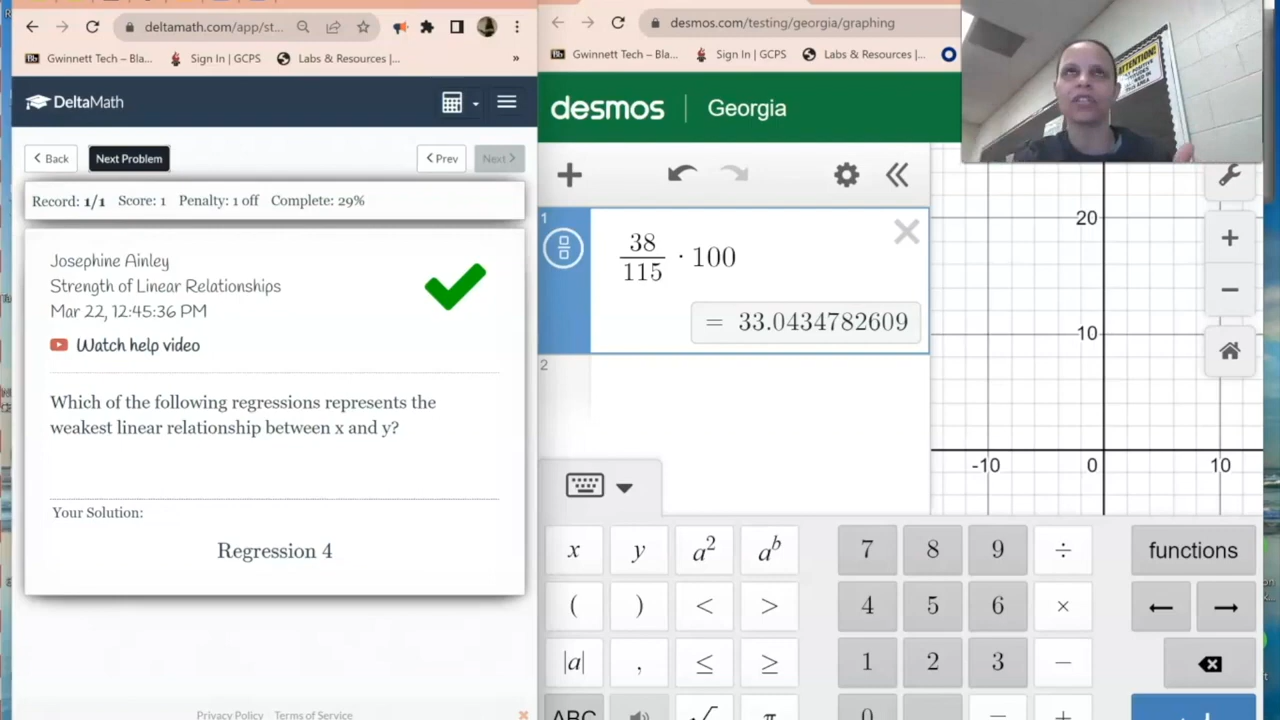 deltamath.com/app/st...
Gwinnett Tech – Bla...
Sign In | GCPS
Labs & Resources |...
»
DeltaMath
Back
Next Problem
Prev
Next
Record: 1/1 Score: 1 Penalty: 1 off Complete: 29%
Josephine Ainley
Strength of Linear Relationships
Mar 22, 12:45:36 PM
Watch help video
Which of the following regressions represents the
weakest linear relationship between x and y?
Your Solution:
Regression 4
Privacy Policy Terms of Service
desmos.com/testing/georgia/graphing
Gwinnett Tech – Bla...
Sign In | GCPS
Labs & Resources |...
desmos | Georgia
1
38/115 · 100
= 33.0434782609
2
20
10
-10 0 10
ATTENTION!
x y a² aᵇ 7 8 9 ÷ functions
( ) < > 4 5 6 × ← →
|a| , ≤ ≥ 1 2 3 −
ABC √ π 0 . − +